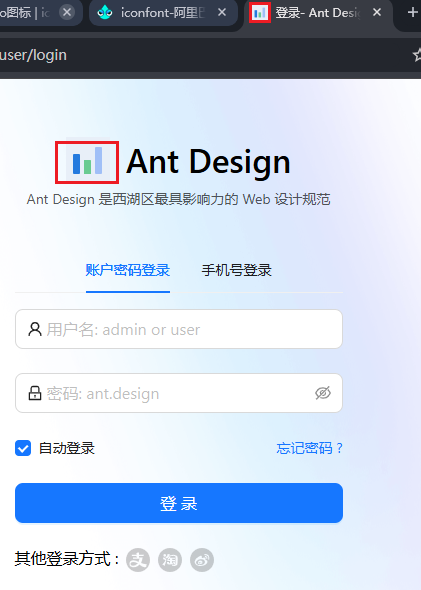 o图标 | ic
iconfont-阿里巴
登录- Ant Desi
user/login
Ant Design
Ant Design 是西湖区最具影响力的 Web 设计规范
账户密码登录
手机号登录
用户名: admin or user
密码: ant.design
自动登录
忘记密码 ?
登 录
其他登录方式 :
支
淘